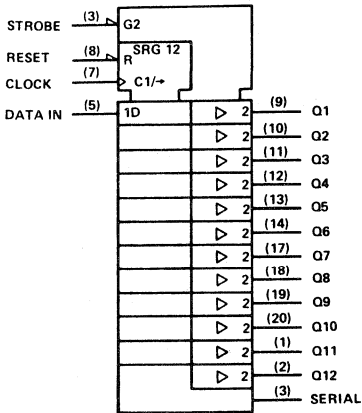 STROBE (3) G2
RESET (8) R SRG 12
CLOCK (7) C1/→
DATA IN (5) 1D 2 (9) Q1
2 (10) Q2
2 (11) Q3
2 (12) Q4
2 (13) Q5
2 (14) Q6
2 (17) Q7
2 (18) Q8
2 (19) Q9
2 (20) Q10
2 (1) Q11
2 (2) Q12
(3) SERIAL